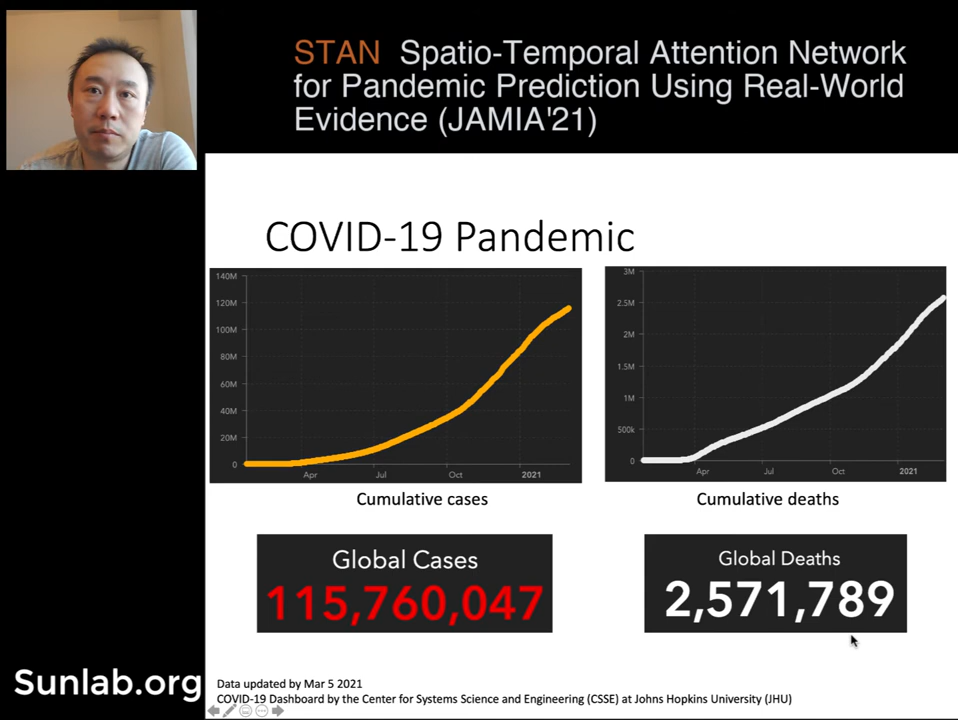 STAN Spatio-Temporal Attention Network
for Pandemic Prediction Using Real-World
Evidence (JAMIA'21)
COVID-19 Pandemic
140M
120M
100M
80M
60M
40M
20M
0
Apr
Jul
Oct
2021
Cumulative cases
3M
2.5M
2M
1.5M
1M
500k
0
Apr
Jul
Oct
2021
Cumulative deaths
Global Cases
115,760,047
Global Deaths
2,571,789
Sunlab.org
Data updated by Mar 5 2021
COVID-19 Dashboard by the Center for Systems Science and Engineering (CSSE) at Johns Hopkins University (JHU)